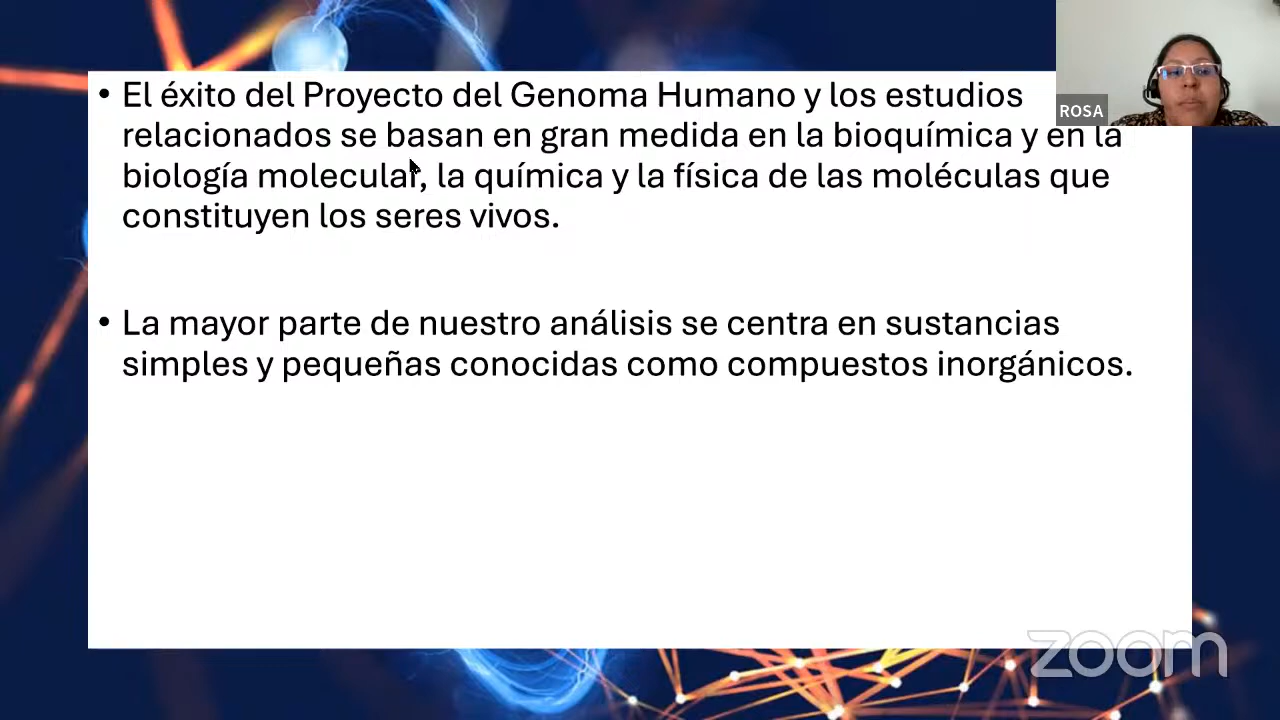 • El éxito del Proyecto del Genoma Humano y los estudios
relacionados se basan en gran medida en la bioquímica y en la
biología molecular, la química y la física de las moléculas que
constituyen los seres vivos.
• La mayor parte de nuestro análisis se centra en sustancias
simples y pequeñas conocidas como compuestos inorgánicos.
ROSA
zoom